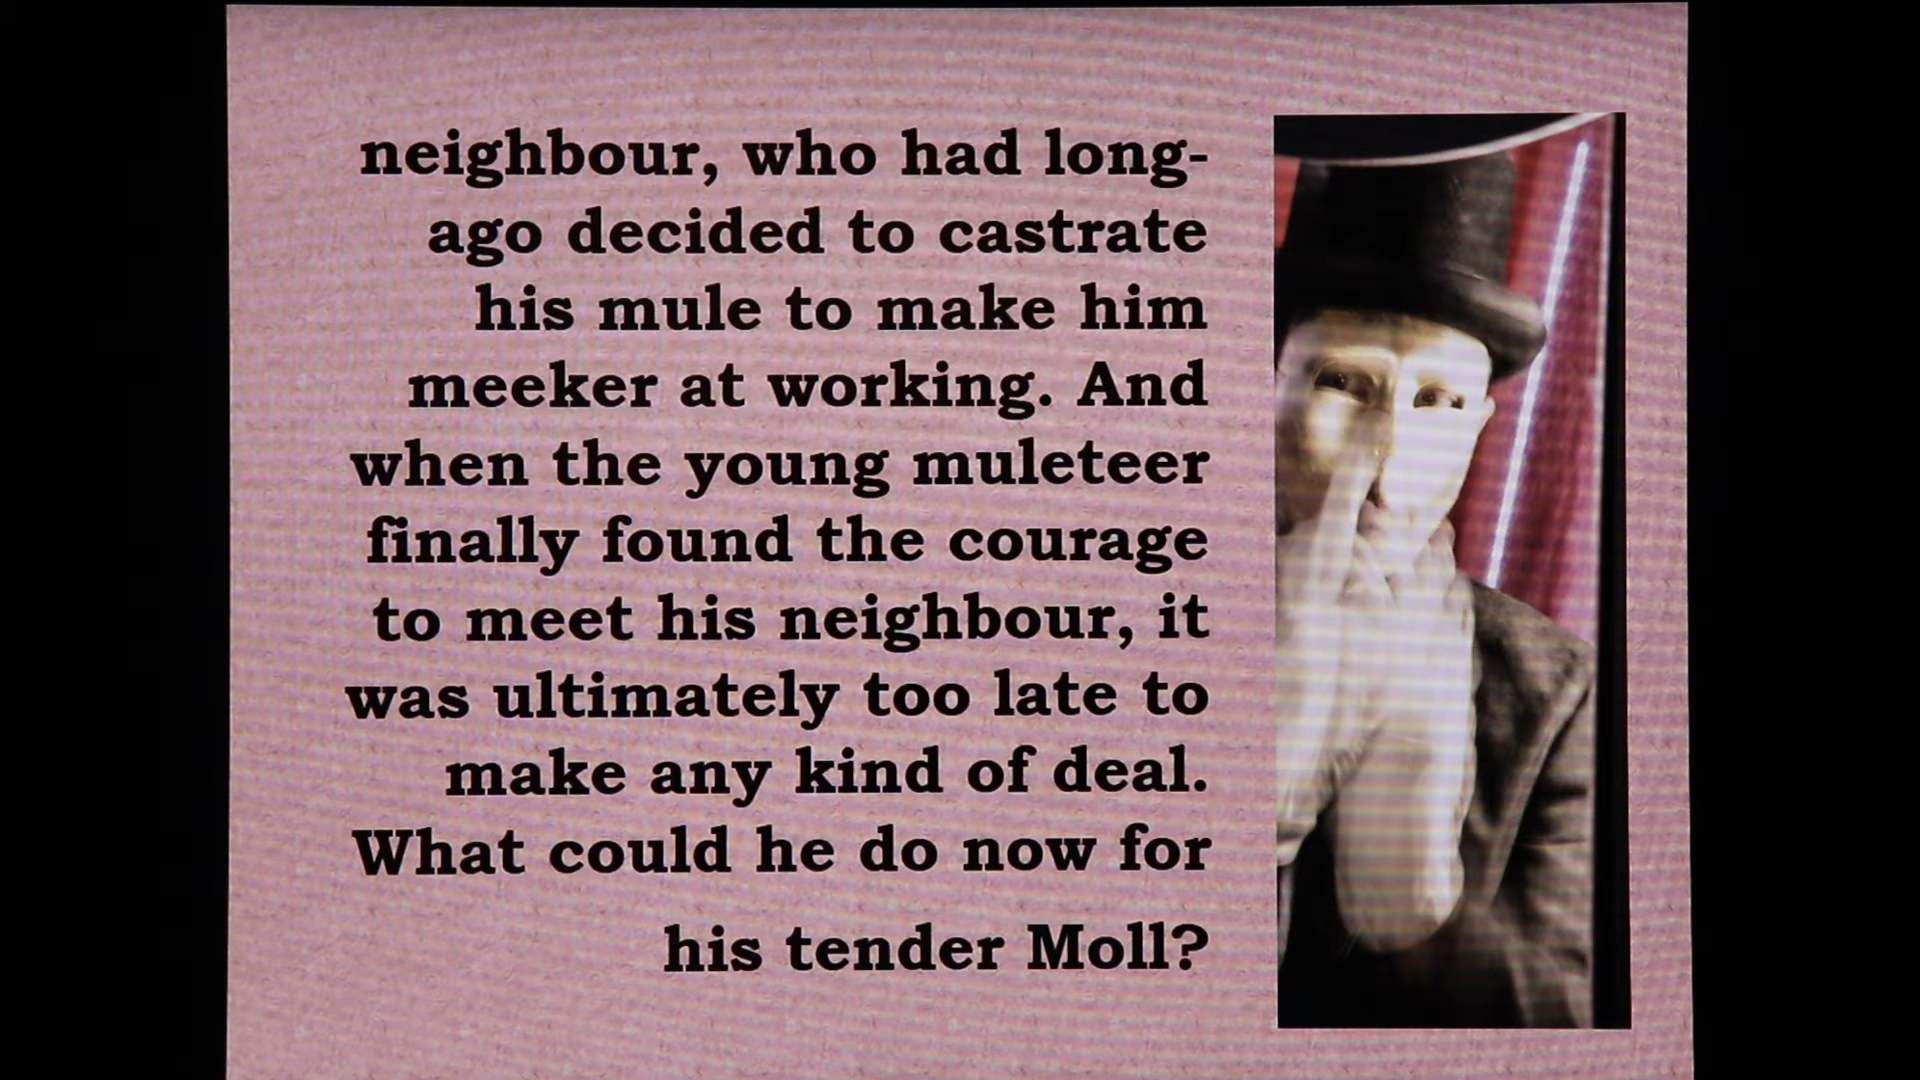 neighbour, who had long-
ago decided to castrate
his mule to make him
meeker at working. And
when the young muleteer
finally found the courage
to meet his neighbour, it
was ultimately too late to
make any kind of deal.
What could he do now for
his tender Moll?